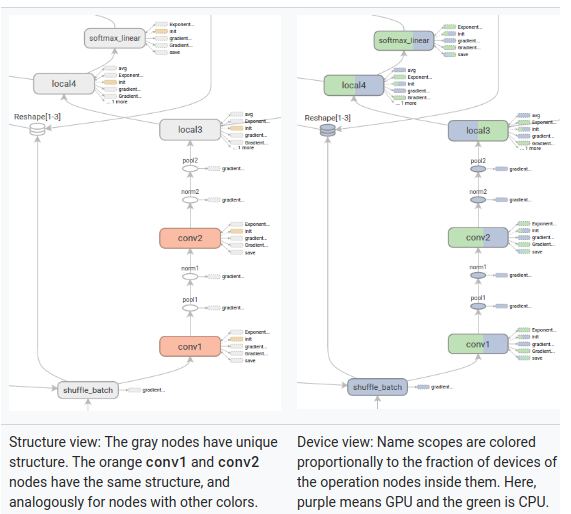 softmax_linear
Exponent...
init
gradient...
Gradient...
save
local4
avg
Exponent...
init
gradient...
Gradient...
... 1 more
Reshape[1-3]
local3
avg
Exponent...
init
gradient...
Gradient...
... 1 more
pool2
gradient...
norm2
gradient...
conv2
Exponent...
init
gradient...
Gradient...
save
norm1
gradient...
pool1
gradient...
conv1
Exponent...
init
gradient...
Gradient...
save
shuffle_batch
gradient...
Structure view: The gray nodes have unique
structure. The orange conv1 and conv2
nodes have the same structure, and
analogously for nodes with other colors.
softmax_linear
Exponent...
init
gradient...
Gradient...
save
local4
avg
Exponent...
init
gradient...
Gradient...
... 1 more
Reshape[1-3]
local3
avg
Exponent...
init
gradient...
Gradient...
... 1 more
pool2
gradient...
norm2
gradient...
conv2
Exponent...
init
gradient...
Gradient...
save
norm1
gradient...
pool1
gradient...
conv1
Exponent...
init
gradient...
Gradient...
save
shuffle_batch
gradient...
Device view: Name scopes are colored
proportionally to the fraction of devices of
the operation nodes inside them. Here,
purple means GPU and the green is CPU.